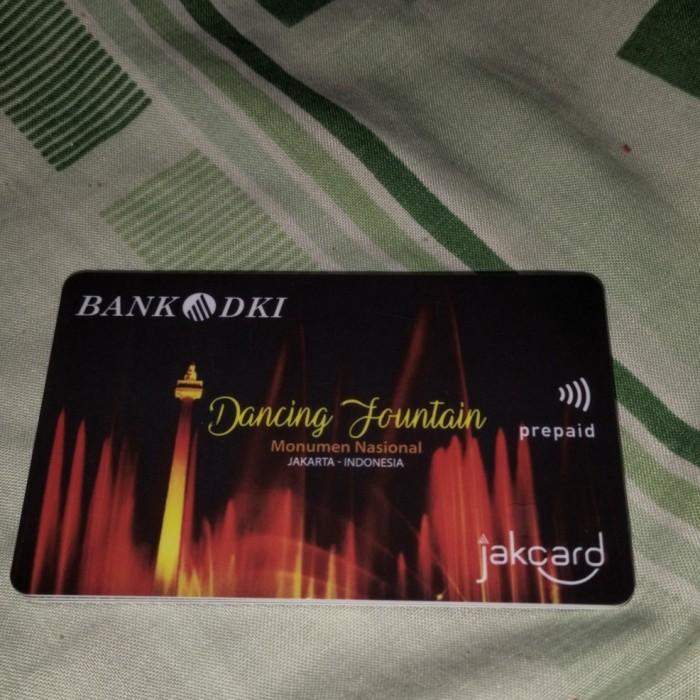 BANK DKI
Dancing Fountain
Monumen Nasional
JAKARTA - INDONESIA
prepaid
jakcard